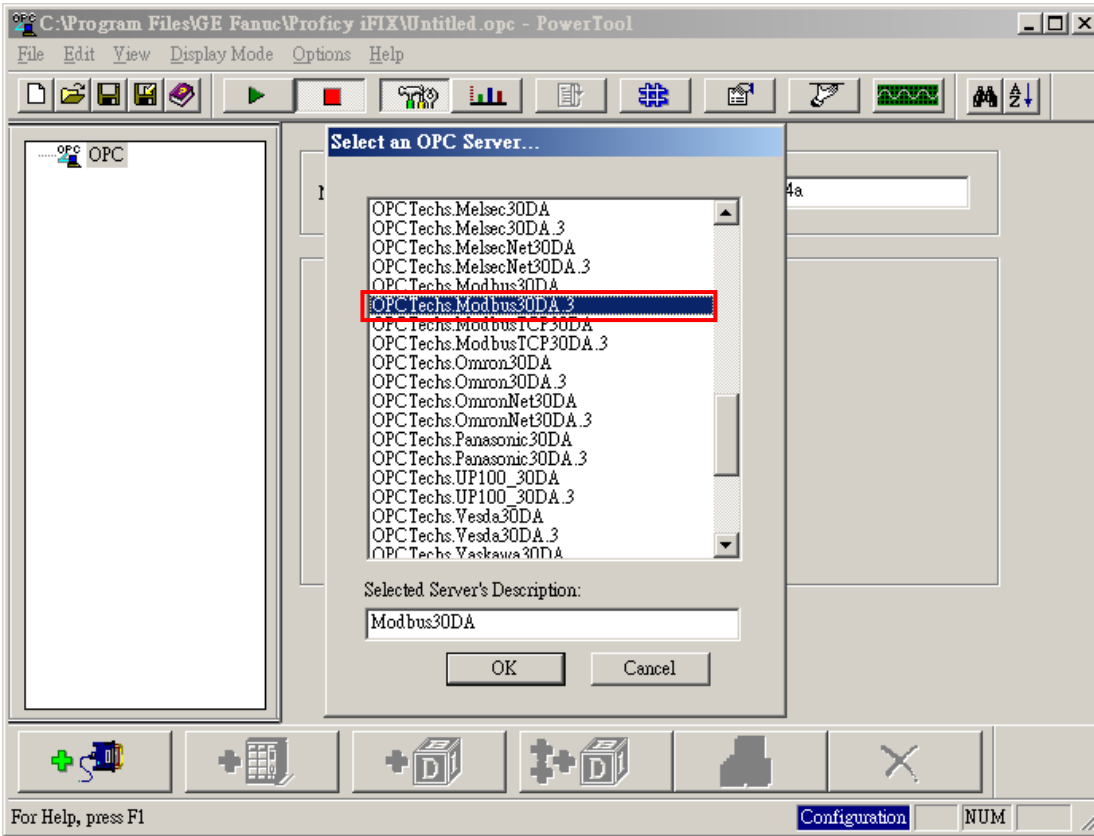 C:\Program Files\GE Fanuc\Proficy iFIX\Untitled.opc - PowerTool
File Edit View Display Mode Options Help
OPC
OPC
Select an OPC Server...
4a
OPCTechs.Melsec30DA
OPCTechs.Melsec30DA.3
OPCTechs.MelsecNet30DA
OPCTechs.MelsecNet30DA.3
OPCTechs.Modbus30DA
OPCTechs.Modbus30DA.3
OPCTechs.ModbusTCP30DA
OPCTechs.ModbusTCP30DA.3
OPCTechs.Omron30DA
OPCTechs.Omron30DA.3
OPCTechs.OmronNet30DA
OPCTechs.OmronNet30DA.3
OPCTechs.Panasonic30DA
OPCTechs.Panasonic30DA.3
OPCTechs.UP100_30DA
OPCTechs.UP100_30DA.3
OPCTechs.Vesda30DA
OPCTechs.Vesda30DA.3
OPCTechs.Yaskawa30DA
Selected Server's Description:
Modbus30DA
OK Cancel
D D
For Help, press F1 Configuration NUM